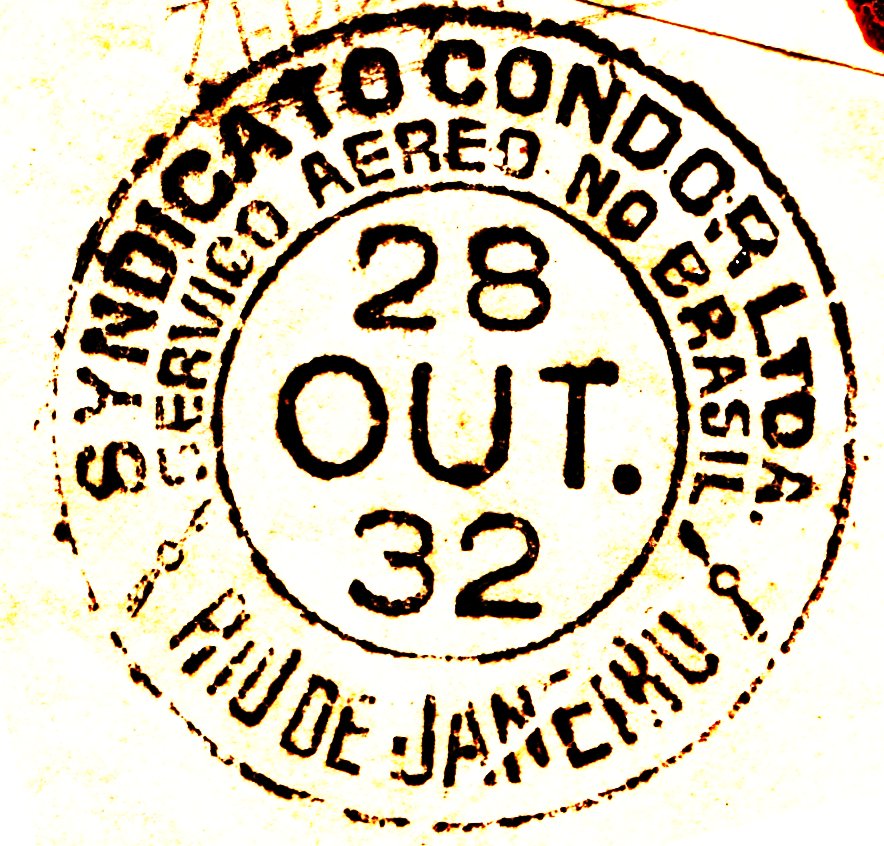 SYNDICATO CONDOR LTDA.
SERVIÇO AEREO NO BRASIL
28
OUT.
32
RIO DE JANEIRO